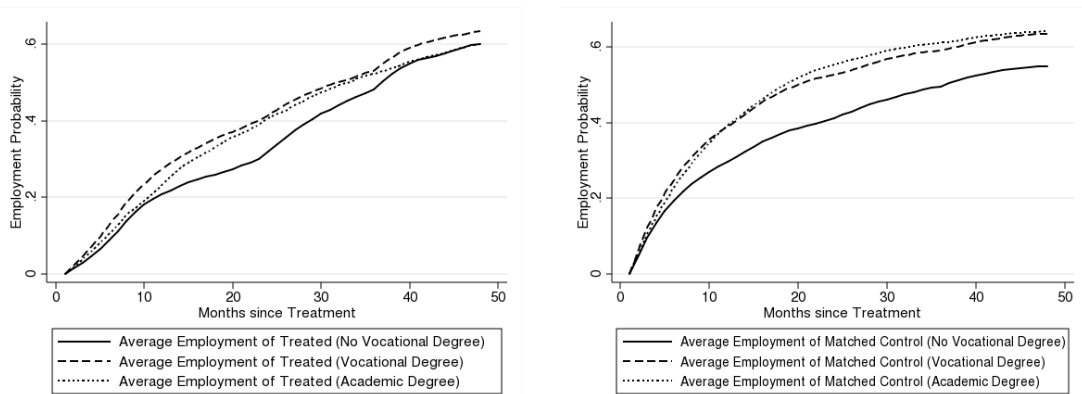 Employment Probability
.6
.4
.2
0
0 10 20 30 40 50
Months since Treatment
Average Employment of Treated (No Vocational Degree)
Average Employment of Treated (Vocational Degree)
Average Employment of Treated (Academic Degree)
Employment Probability
.6
.4
.2
0
0 10 20 30 40 50
Months since Treatment
Average Employment of Matched Control (No Vocational Degree)
Average Employment of Matched Control (Vocational Degree)
Average Employment of Matched Control (Academic Degree)